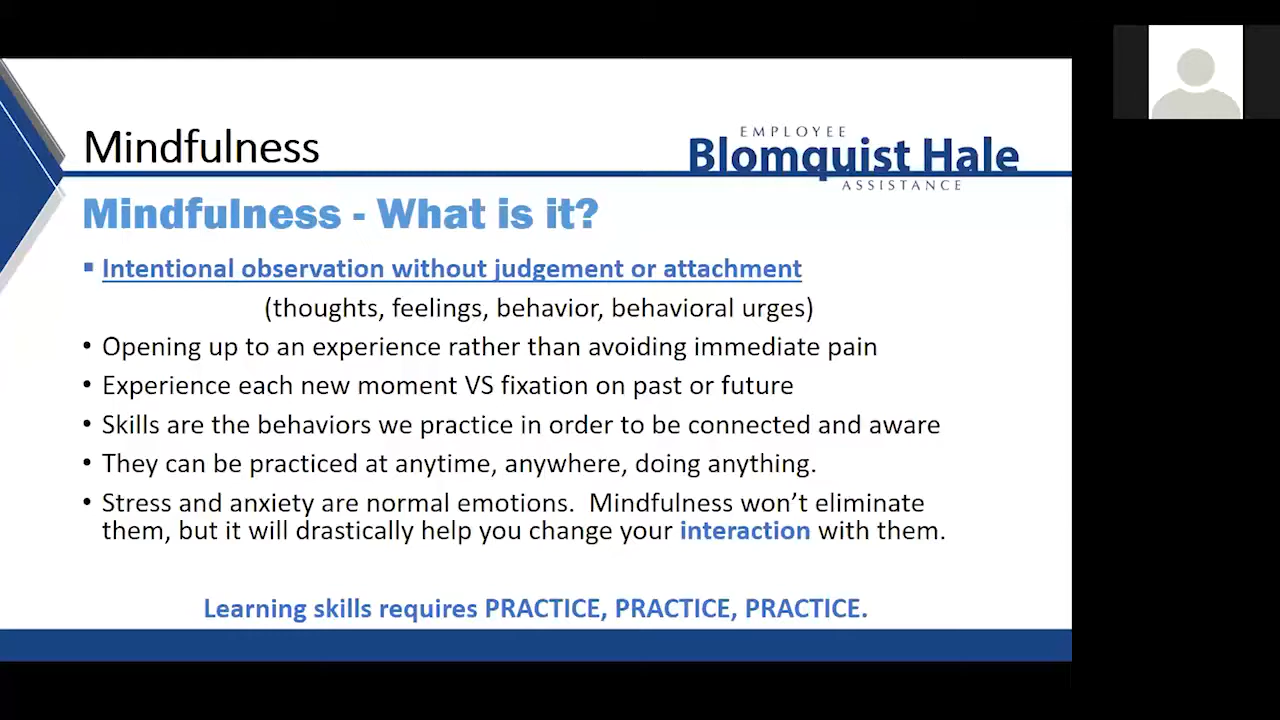 Mindfulness
EMPLOYEE
Blomquist Hale
ASSISTANCE
Mindfulness - What is it?
▪ Intentional observation without judgement or attachment
(thoughts, feelings, behavior, behavioral urges)
• Opening up to an experience rather than avoiding immediate pain
• Experience each new moment VS fixation on past or future
• Skills are the behaviors we practice in order to be connected and aware
• They can be practiced at anytime, anywhere, doing anything.
• Stress and anxiety are normal emotions.  Mindfulness won’t eliminate
them, but it will drastically help you change your interaction with them.
Learning skills requires PRACTICE, PRACTICE, PRACTICE.